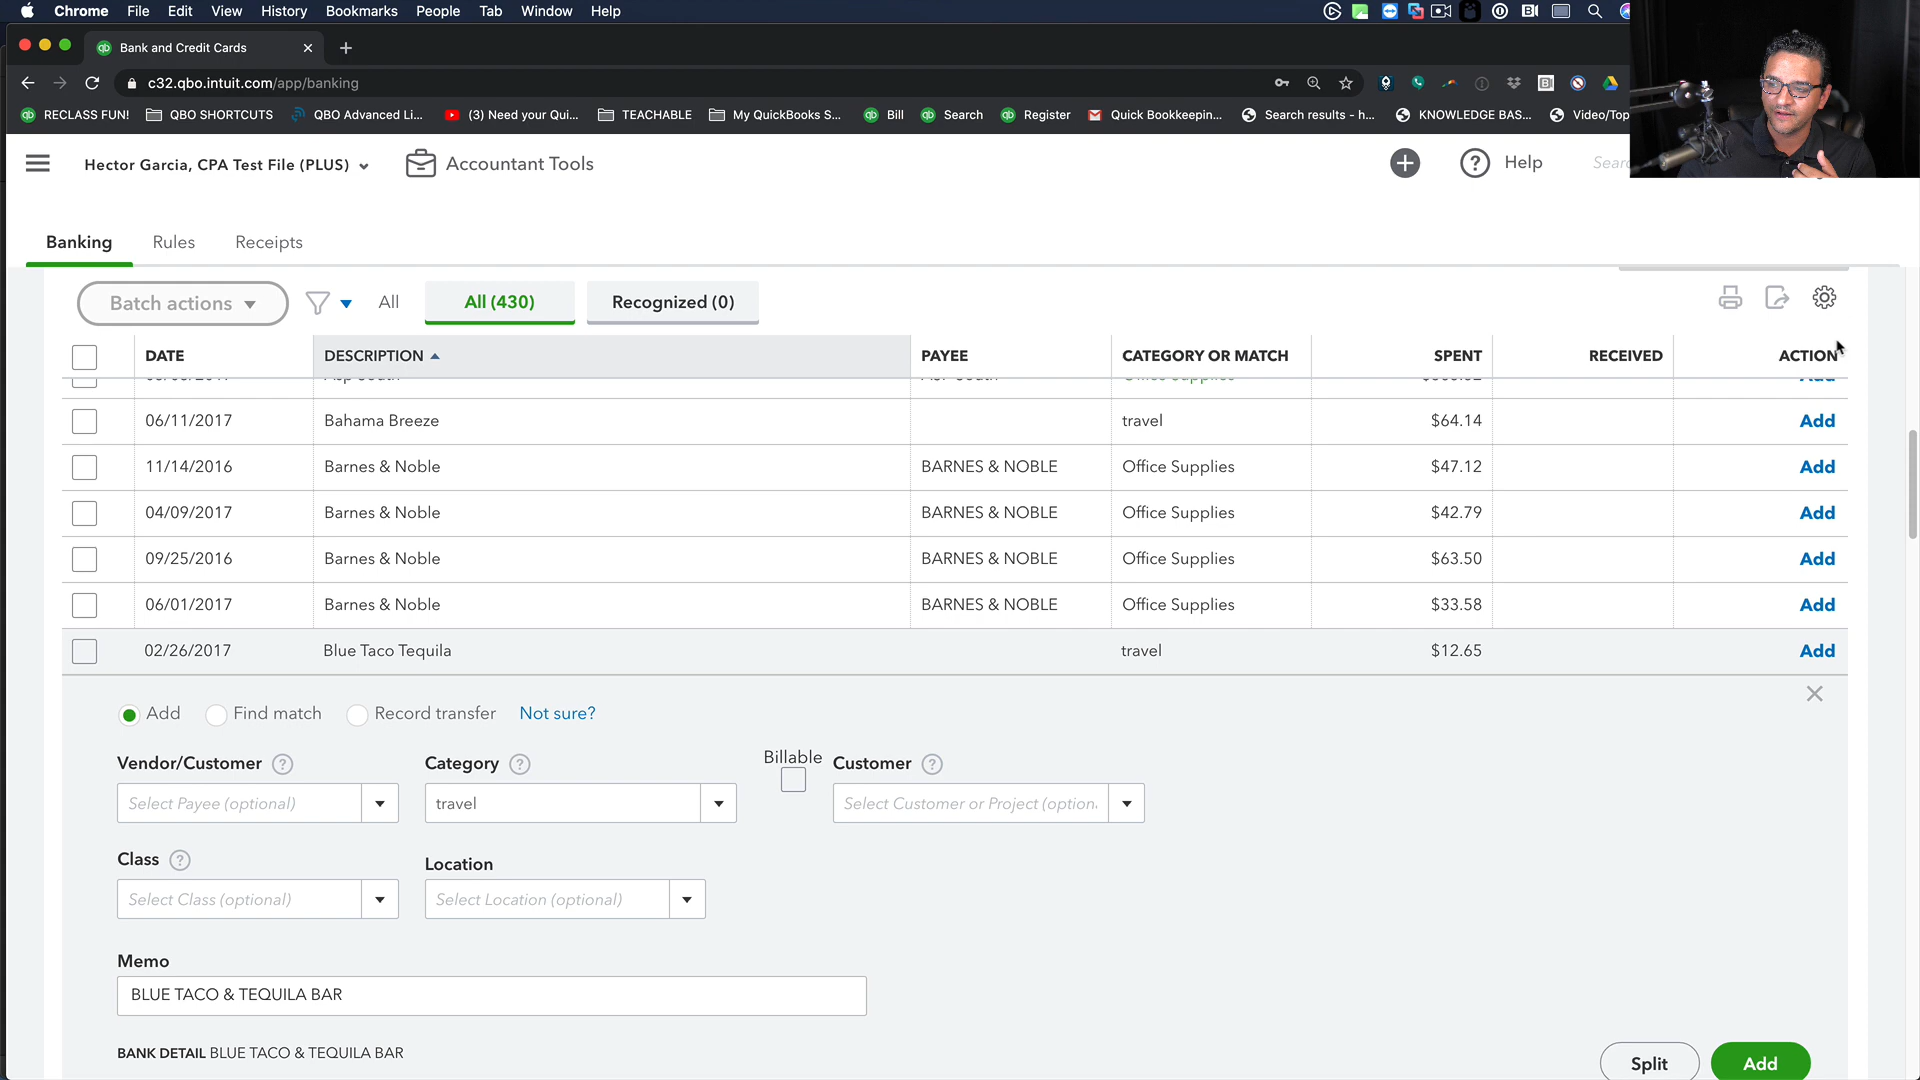 Chrome File Edit View History Bookmarks People Tab Window Help
Bank and Credit Cards
c32.qbo.intuit.com/app/banking
RECLASS FUN! QBO SHORTCUTS QBO Advanced Li... (3) Need your Qui... TEACHABLE My QuickBooks S... Bill Search Register Quick Bookkeepin... Search results - h... KNOWLEDGE BAS... Video/Top
Hector Garcia, CPA Test File (PLUS) Accountant Tools Help
Banking Rules Receipts
Batch actions All All (430) Recognized (0)
DATE DESCRIPTION PAYEE CATEGORY OR MATCH SPENT RECEIVED ACTION
06/11/2017 Bahama Breeze travel $64.14 Add
11/14/2016 Barnes & Noble BARNES & NOBLE Office Supplies $47.12 Add
04/09/2017 Barnes & Noble BARNES & NOBLE Office Supplies $42.79 Add
09/25/2016 Barnes & Noble BARNES & NOBLE Office Supplies $63.50 Add
06/01/2017 Barnes & Noble BARNES & NOBLE Office Supplies $33.58 Add
02/26/2017 Blue Taco Tequila travel $12.65 Add
Add Find match Record transfer Not sure?
Vendor/Customer Category Billable Customer
Select Payee (optional) travel Select Customer or Project (option
Class Location
Select Class (optional) Select Location (optional)
Memo
BLUE TACO & TEQUILA BAR
BANK DETAIL BLUE TACO & TEQUILA BAR
Split Add